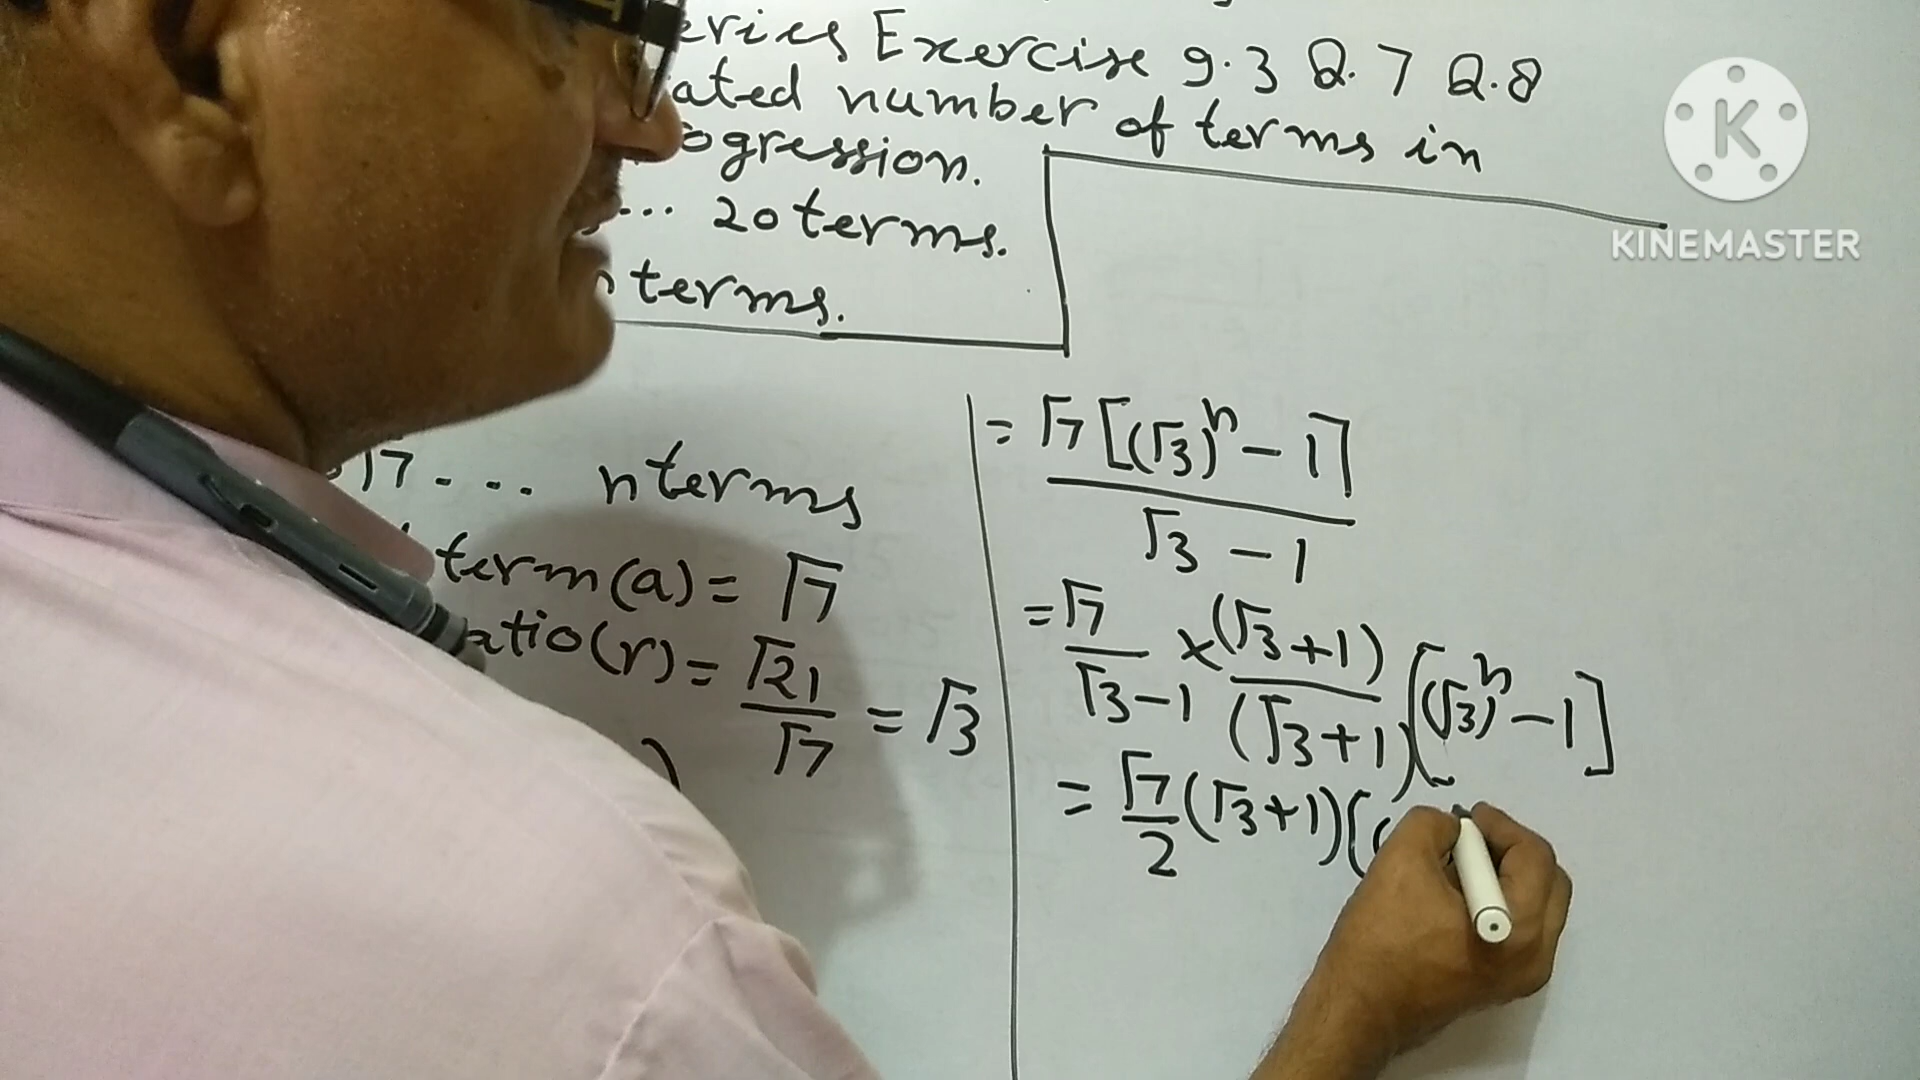 eries Exercise 9.3 Q.7 Q.8
ated number of terms in
ogression.
... 20 terms.
n terms.
√7 ... n terms
term(a) = √7
atio(r) = √21/√7 = √3
= √7[(√3)^n - 1]/√3 - 1
= √7/√3-1 × (√3+1)/(√3+1) [(√3)^n - 1]
= √7/2 (√3+1)[(
KINEMASTER